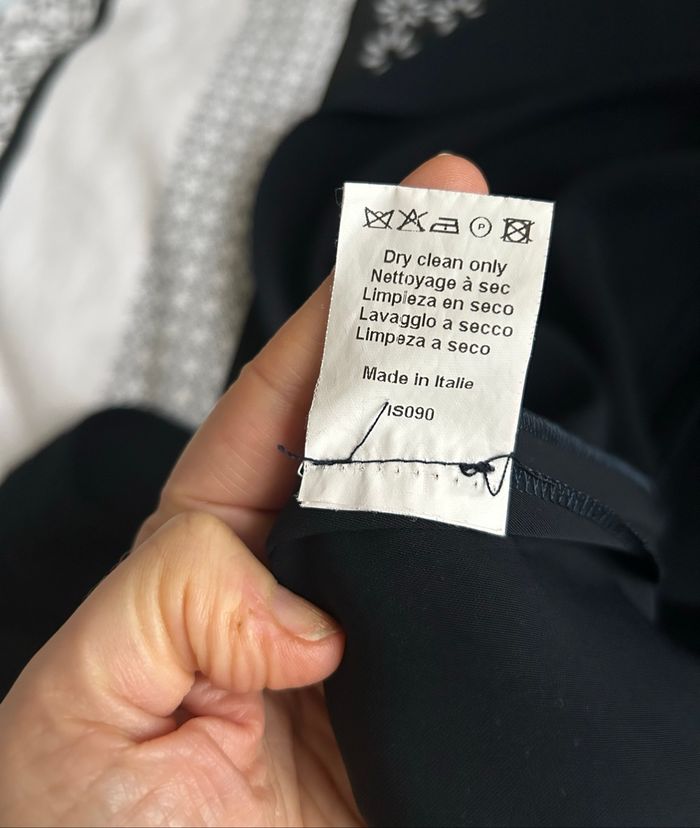 P
Dry clean only
Nettoyage à sec
Limpieza en seco
Lavagglo a secco
Limpeza a seco
Made in Italie
IS090